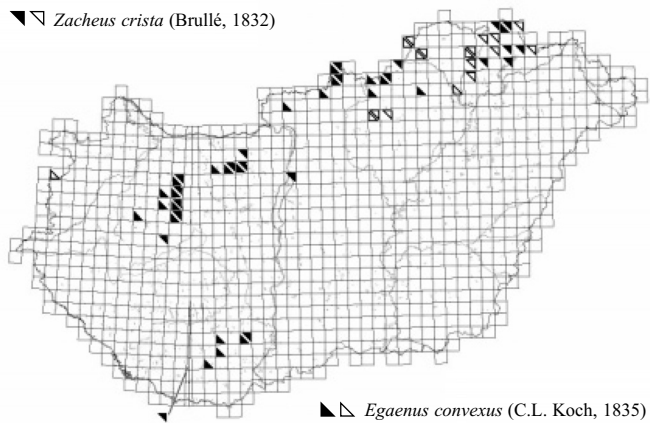 Zacheus crista (Brullé, 1832)
Egaenus convexus (C.L. Koch, 1835)